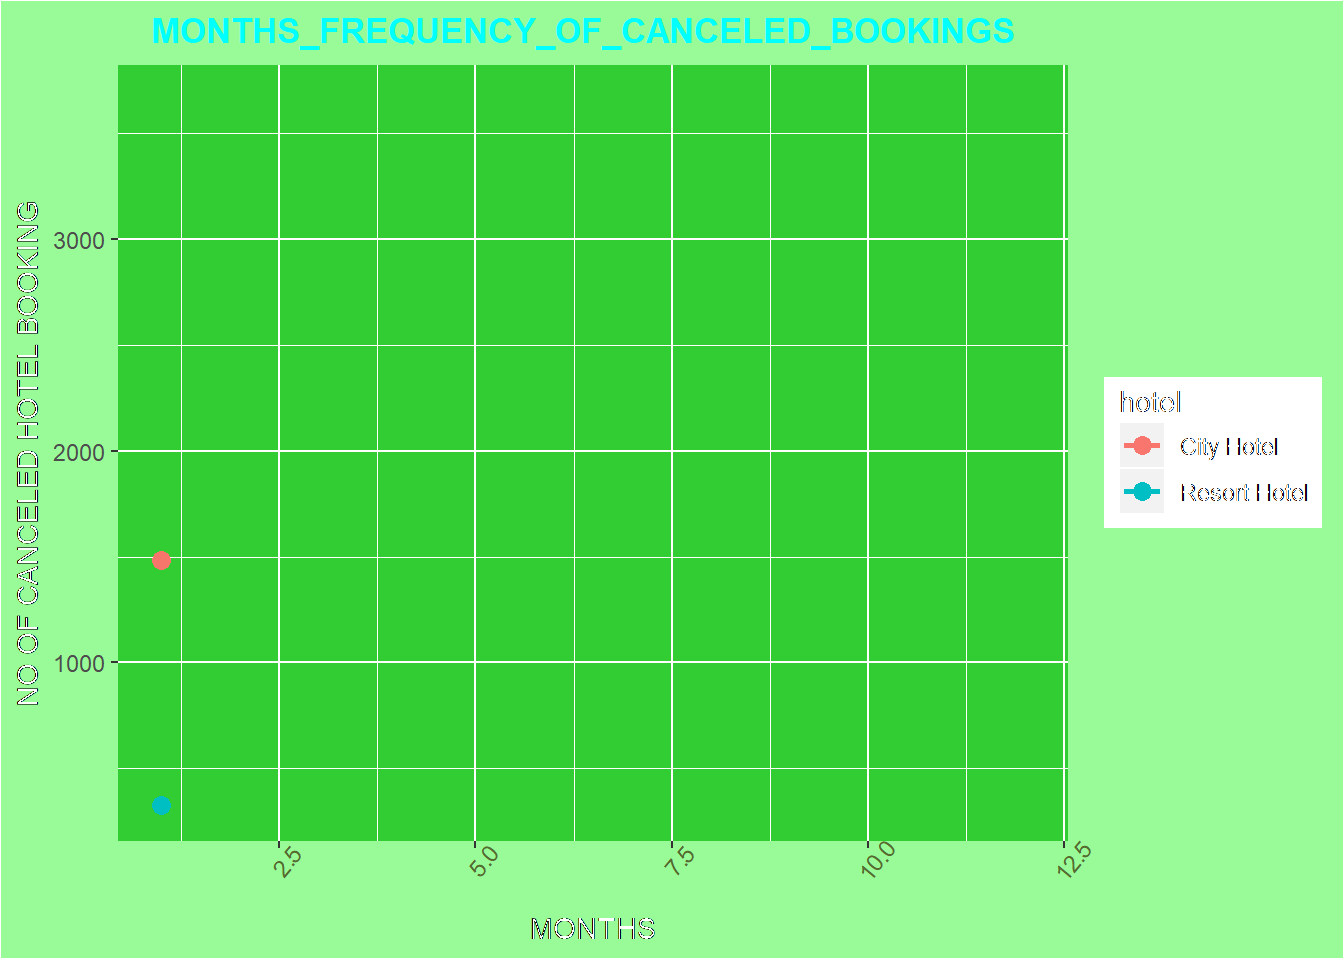 MONTHS_FREQUENCY_OF_CANCELED_BOOKINGS
NO OF CANCELED HOTEL BOOKING
3000
2000
1000
2.5
5.0
7.5
10.0
12.5
MONTHS
hotel
City Hotel
Resort Hotel